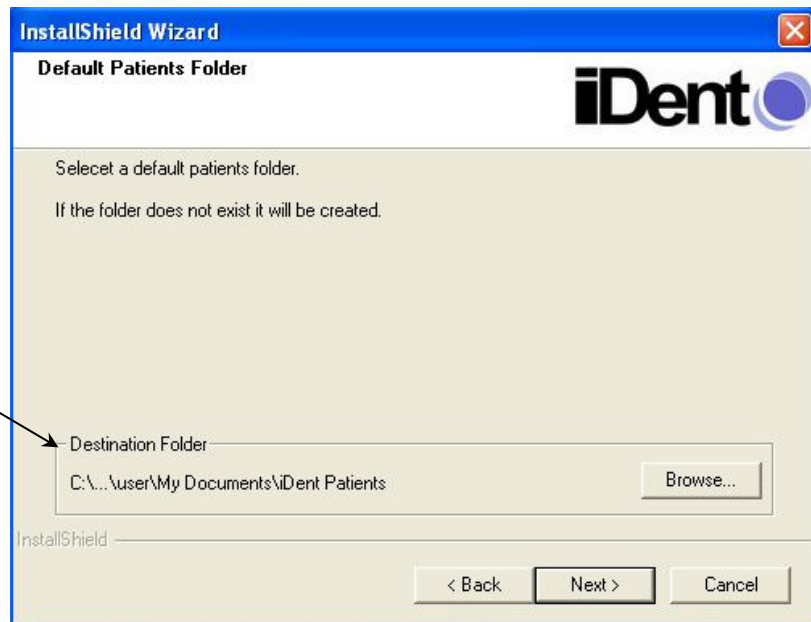 InstallShield Wizard
Default Patients Folder
iDent
Selecet a default patients folder.
If the folder does not exist it will be created.
Destination Folder
C:\...\user\My Documents\iDent Patients
Browse...
InstallShield
< Back
Next >
Cancel